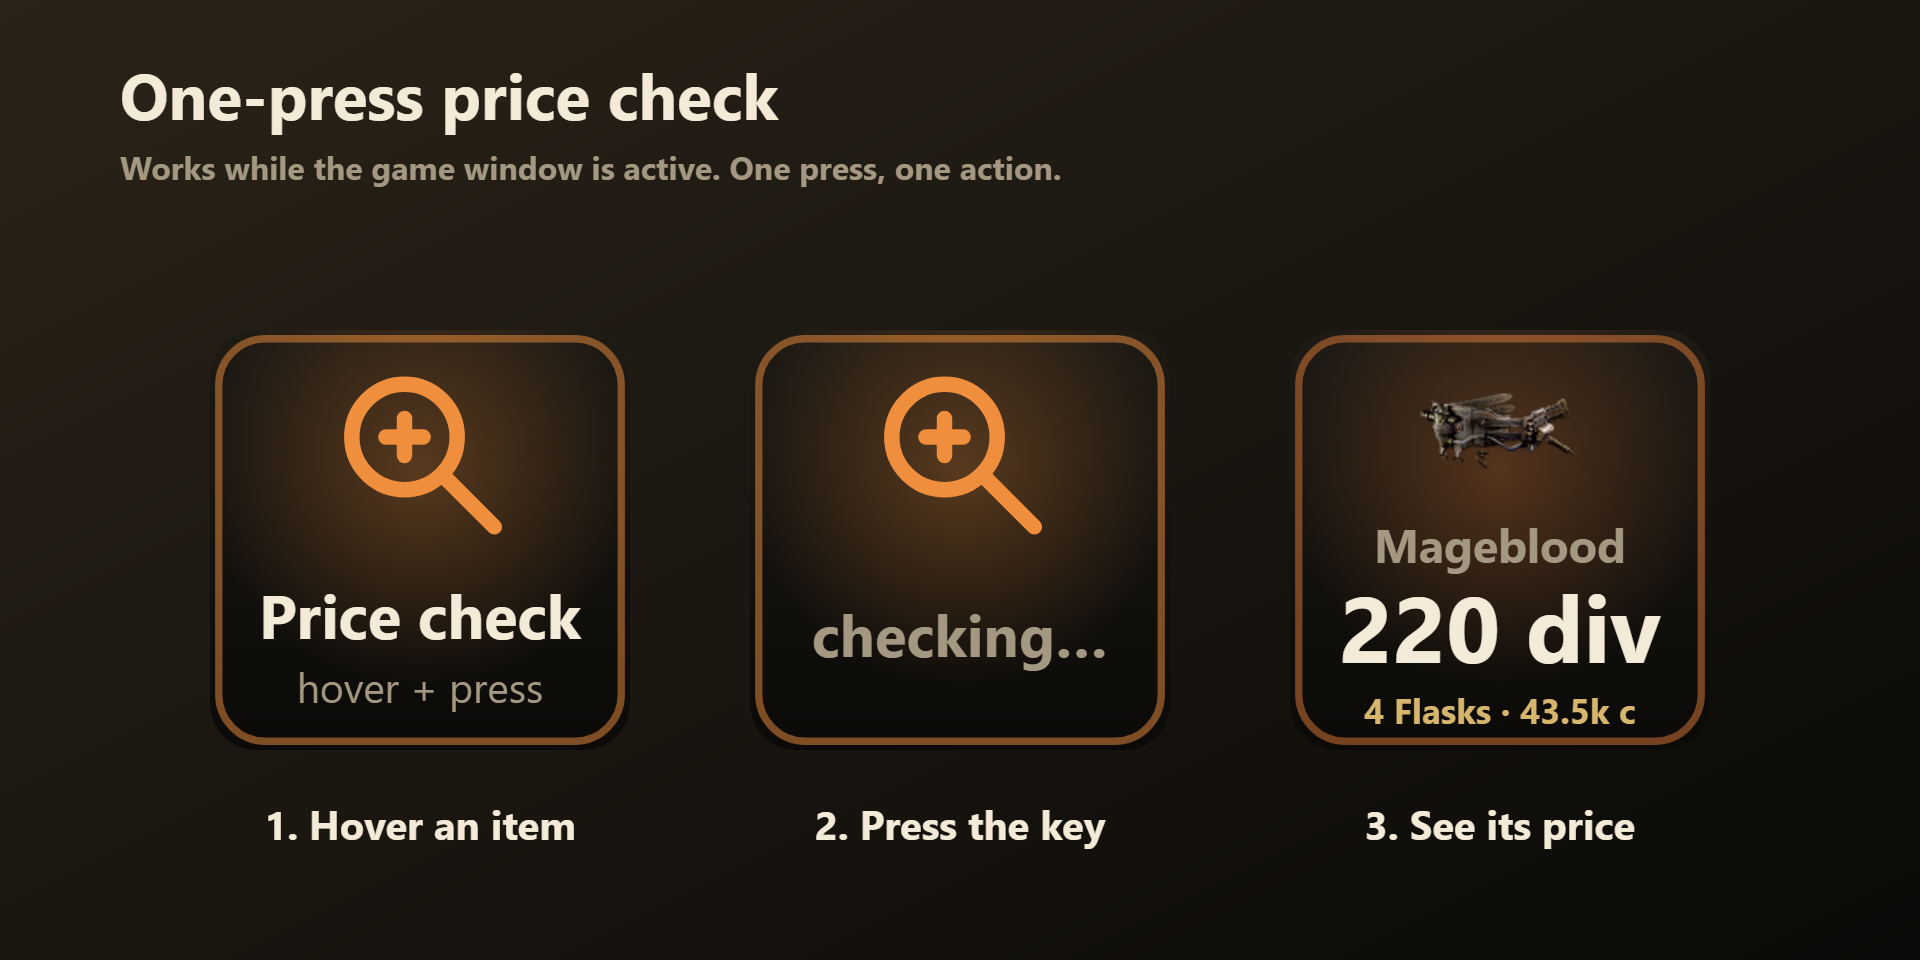 One-press price check
Works while the game window is active. One press, one action.
Price check
hover + press
checking...
Mageblood
220 div
4 Flasks · 43.5k c
1. Hover an item
2. Press the key
3. See its price